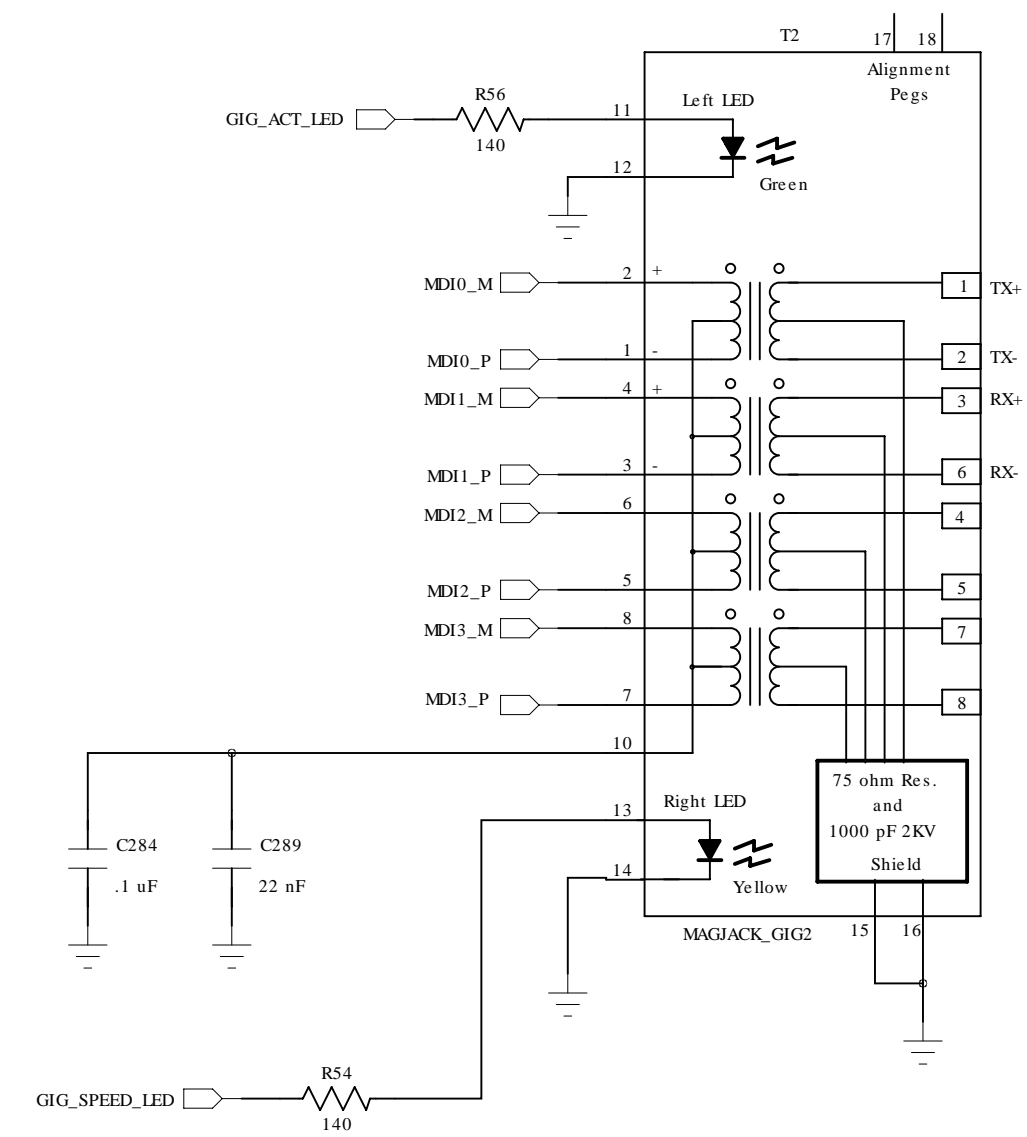 T2
17
18
Alignment
Pegs
R56
Left LED
GIG_ACT_LED
11
140
12
Green
MDI0_M
2
+
1
TX+
MDI0_P
1
-
2
TX-
MDI1_M
4
+
3
RX+
MDI1_P
3
-
6
RX-
MDI2_M
6
4
MDI2_P
5
5
MDI3_M
8
7
MDI3_P
7
8
10
75 ohm Res.
and
1000 pF 2KV
Shield
Right LED
13
C284
C289
.1 uF
22 nF
14
Yellow
MAGJACK_GIG2
15
16
R54
GIG_SPEED_LED
140